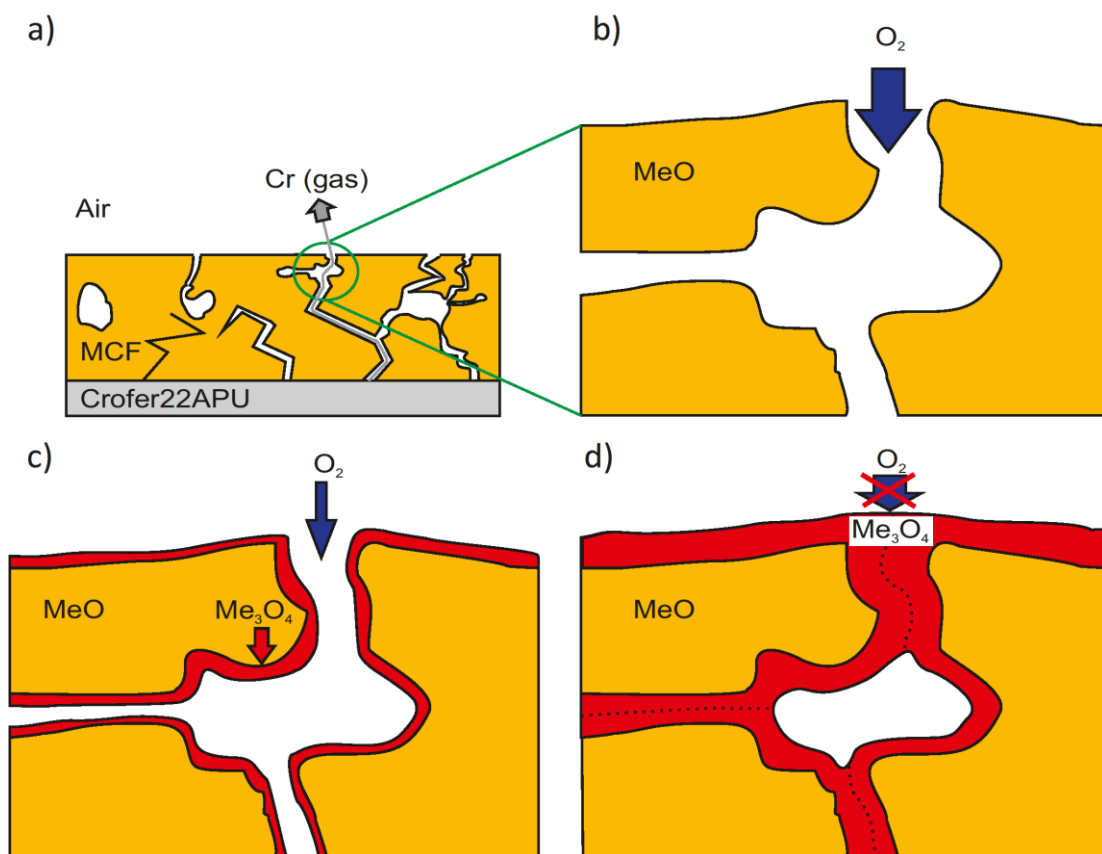 a)
Cr (gas)
Air
MCF
Crofer22APU
b)
O₂
MeO
c)
O₂
MeO
Me₃O₄
d)
O₂
Me₃O₄
MeO